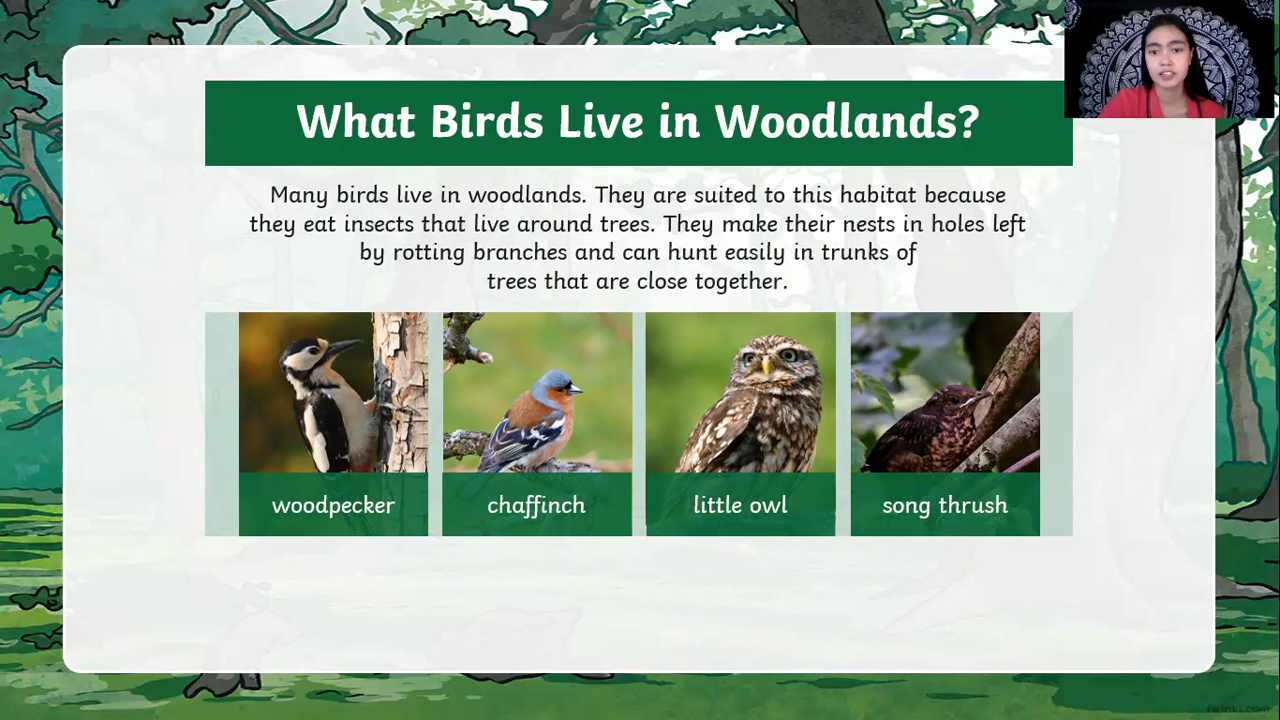 What Birds Live in Woodlands?
Many birds live in woodlands. They are suited to this habitat because
they eat insects that live around trees. They make their nests in holes left
by rotting branches and can hunt easily in trunks of
trees that are close together.
woodpecker
chaffinch
little owl
song thrush
twinkl.com